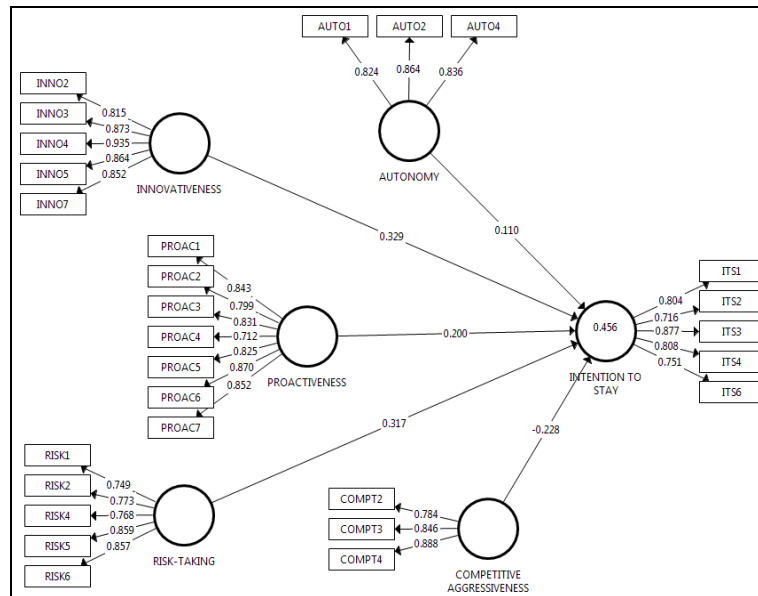 AUTO1 AUTO2 AUTO4
0.824 0.864 0.836
AUTONOMY
0.110
INNO2
INNO3
INNO4
INNO5
INNO7
0.815
0.873
0.935
0.864
0.852
INNOVATIVENESS
0.329
PROAC1
PROAC2
PROAC3
PROAC4
PROAC5
PROAC6
PROAC7
0.843
0.799
0.831
0.712
0.825
0.870
0.852
PROACTIVENESS
0.200
0.456
INTENTION TO
STAY
0.804
0.716
0.877
0.808
0.751
ITS1
ITS2
ITS3
ITS4
ITS6
RISK1
RISK2
RISK4
RISK5
RISK6
0.749
0.773
0.768
0.859
0.857
RISK-TAKING
0.317
COMPT2
COMPT3
COMPT4
0.784
0.846
0.888
COMPETITIVE
AGGRESSIVENESS
-0.228